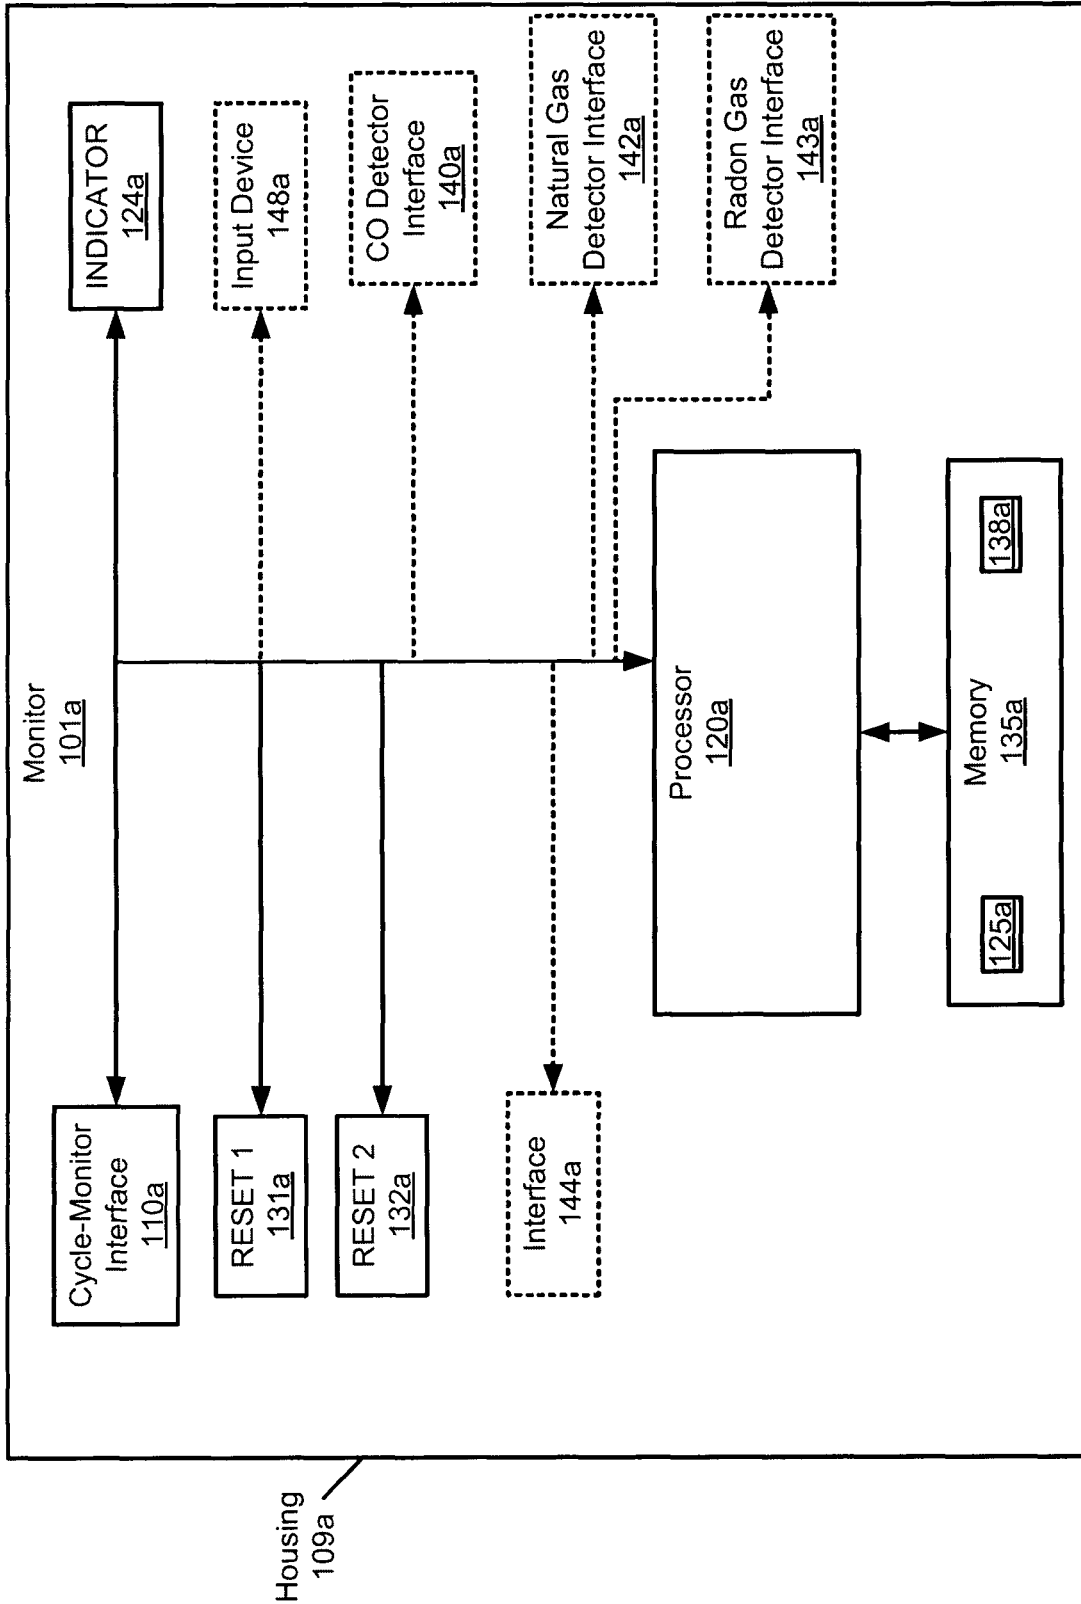 Monitor
101a
Cycle-Monitor
Interface
110a
INDICATOR
124a
RESET 1
131a
Input Device
148a
RESET 2
132a
CO Detector
Interface
140a
Interface
144a
Natural Gas
Detector Interface
142a
Radon Gas
Detector Interface
143a
Processor
120a
Memory
135a
125a
138a
Housing
109a